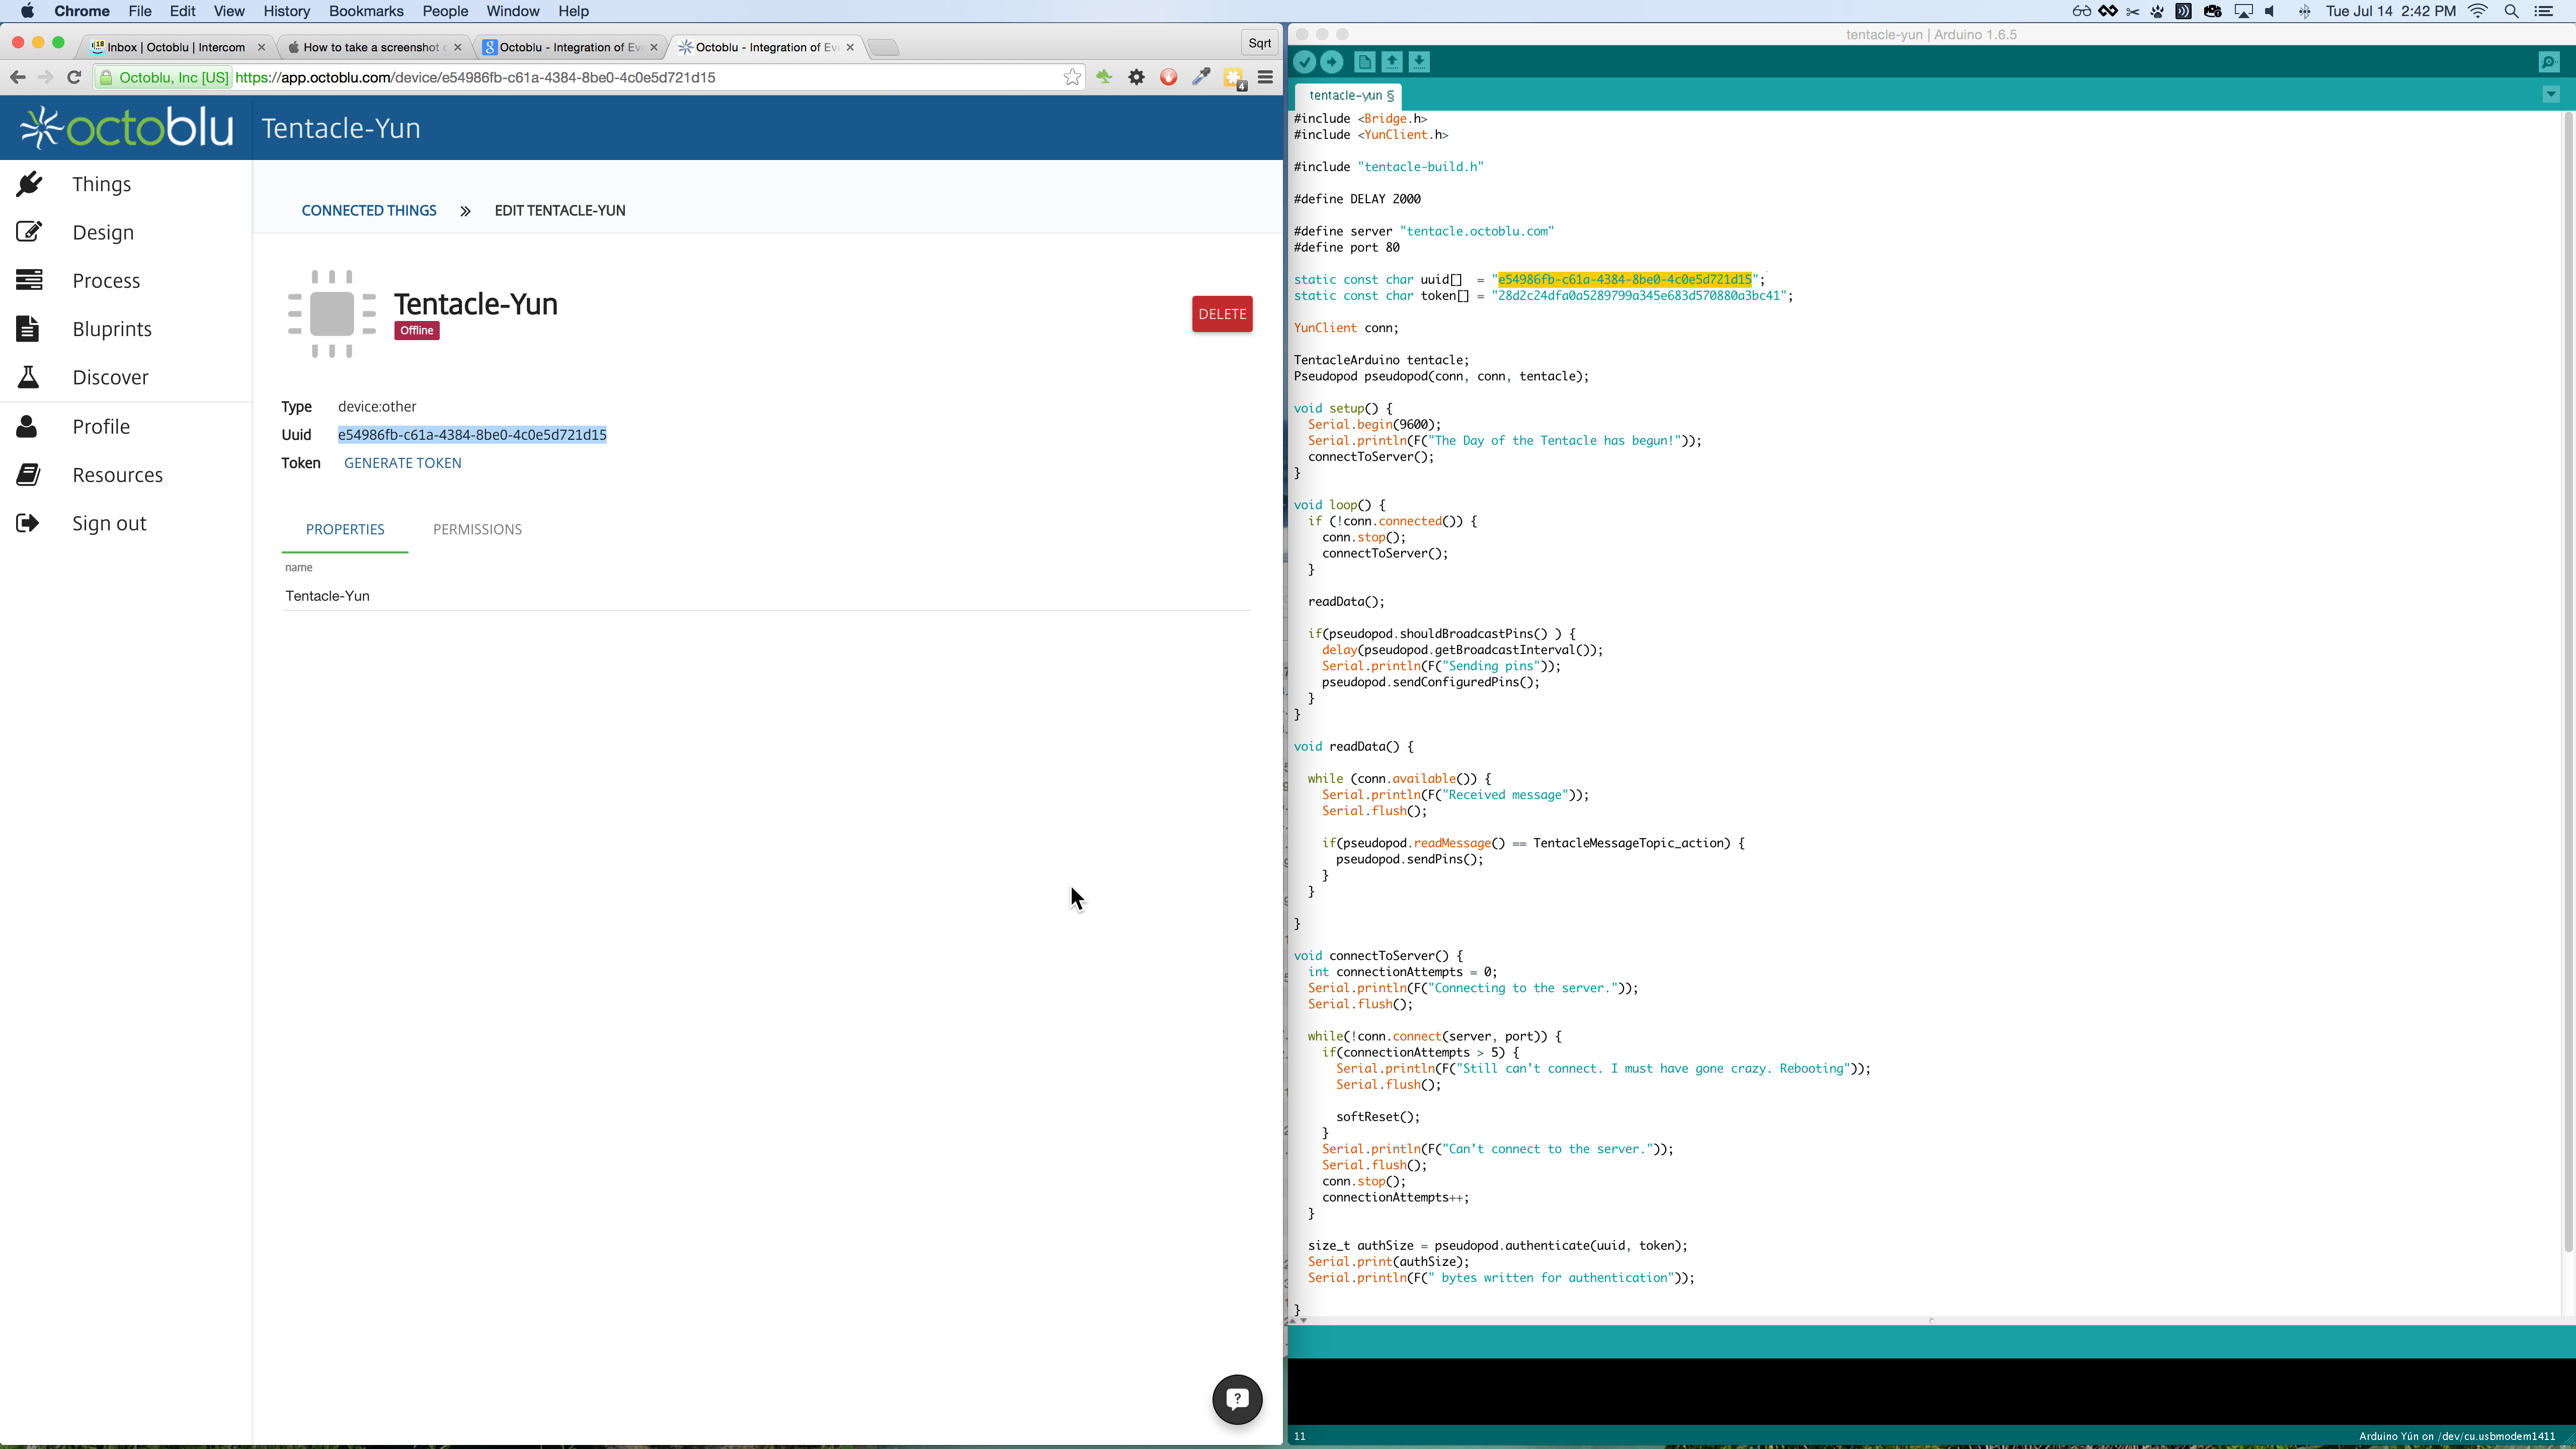 Chrome File Edit View History Bookmarks People Window Help
Tue Jul 14 2:42 PM
Inbox | Octoblu | Intercom
How to take a screenshot
Octoblu - Integration of Ev
Octoblu - Integration of Ev
Sqrt
Octoblu, Inc [US] https://app.octoblu.com/device/e54986fb-c61a-4384-8be0-4c0e5d721d15
4
octoblu
Tentacle-Yun
Things
Design
Process
Bluprints
Discover
Profile
Resources
Sign out
CONNECTED THINGS » EDIT TENTACLE-YUN
Tentacle-Yun
Offline
DELETE
Type device:other
Uuid e54986fb-c61a-4384-8be0-4c0e5d721d15
Token GENERATE TOKEN
PROPERTIES PERMISSIONS
name
Tentacle-Yun
?
tentacle-yun | Arduino 1.6.5
tentacle-yun §
#include <Bridge.h>
#include <YunClient.h>
#include "tentacle-build.h"
#define DELAY 2000
#define server "tentacle.octoblu.com"
#define port 80
static const char uuid[] = "e54986fb-c61a-4384-8be0-4c0e5d721d15";
static const char token[] = "28d2c24dfa0a5289799a345e683d570880a3bc41";
YunClient conn;
TentacleArduino tentacle;
Pseudopod pseudopod(conn, conn, tentacle);
void setup() {
Serial.begin(9600);
Serial.println(F("The Day of the Tentacle has begun!"));
connectToServer();
}
void loop() {
if (!conn.connected()) {
conn.stop();
connectToServer();
}
readData();
if(pseudopod.shouldBroadcastPins() ) {
delay(pseudopod.getBroadcastInterval());
Serial.println(F("Sending pins"));
pseudopod.sendConfiguredPins();
}
}
void readData() {
while (conn.available()) {
Serial.println(F("Received message"));
Serial.flush();
if(pseudopod.readMessage() == TentacleMessageTopic_action) {
pseudopod.sendPins();
}
}
}
void connectToServer() {
int connectionAttempts = 0;
Serial.println(F("Connecting to the server."));
Serial.flush();
while(!conn.connect(server, port)) {
if(connectionAttempts > 5) {
Serial.println(F("Still can't connect. I must have gone crazy. Rebooting"));
Serial.flush();
softReset();
}
Serial.println(F("Can't connect to the server."));
Serial.flush();
conn.stop();
connectionAttempts++;
}
size_t authSize = pseudopod.authenticate(uuid, token);
Serial.print(authSize);
Serial.println(F(" bytes written for authentication"));
}
11
Arduino Yún on /dev/cu.usbmodem1411